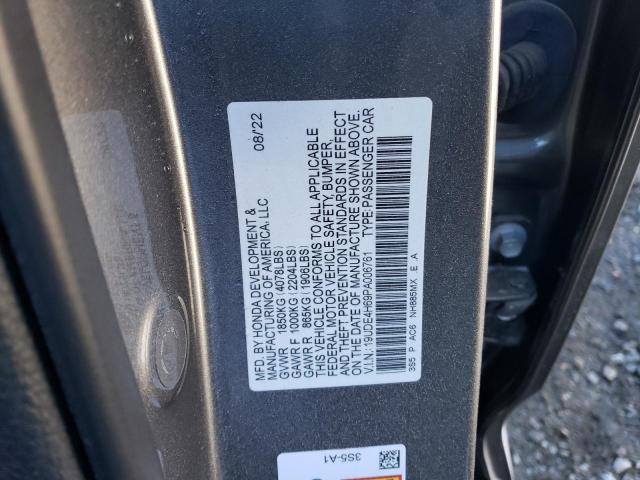 MFD. BY HONDA DEVELOPMENT & 08/'22
MANUFACTURING OF AMERICA, LLC
GVWR 1850KG(4078LBS)
GAWR F 1000KG(2204LBS)
GAWR R 865KG(1906LBS)
THIS VEHICLE CONFORMS TO ALL APPLICABLE
FEDERAL MOTOR VEHICLE SAFETY, BUMPER,
AND THEFT PREVENTION STANDARDS IN EFFECT
ON THE DATE OF MANUFACTURE SHOWN ABOVE.
V.I.N.:19UDE4H69PA006761 TYPE-PASSENGER CAR
3S5 P AC6 NH885MX E A
3S5-A1